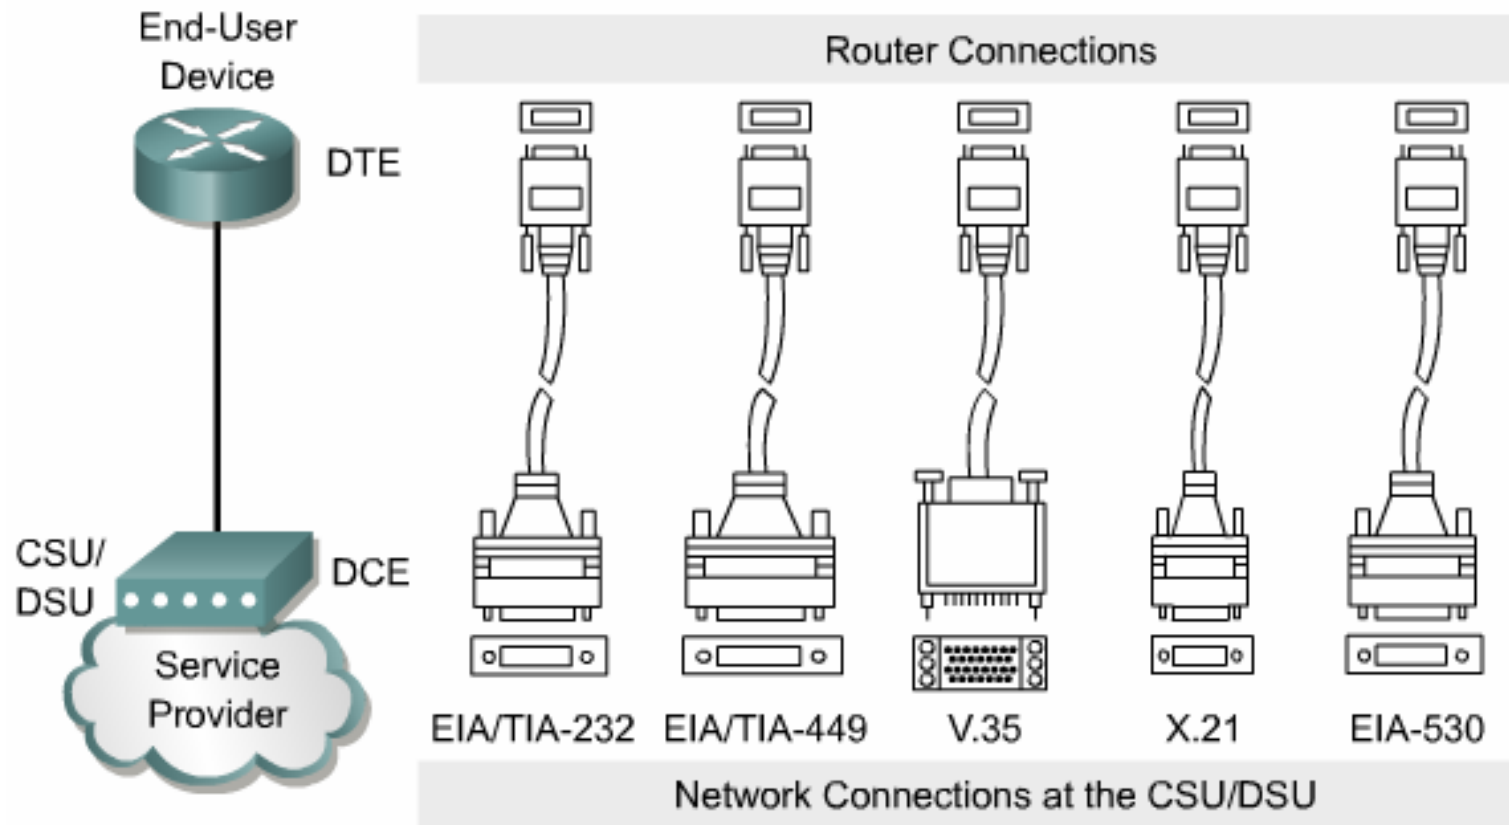 End-User
Device
DTE
CSU/
DSU
DCE
Service
Provider
Router Connections
EIA/TIA-232
EIA/TIA-449
V.35
X.21
EIA-530
Network Connections at the CSU/DSU